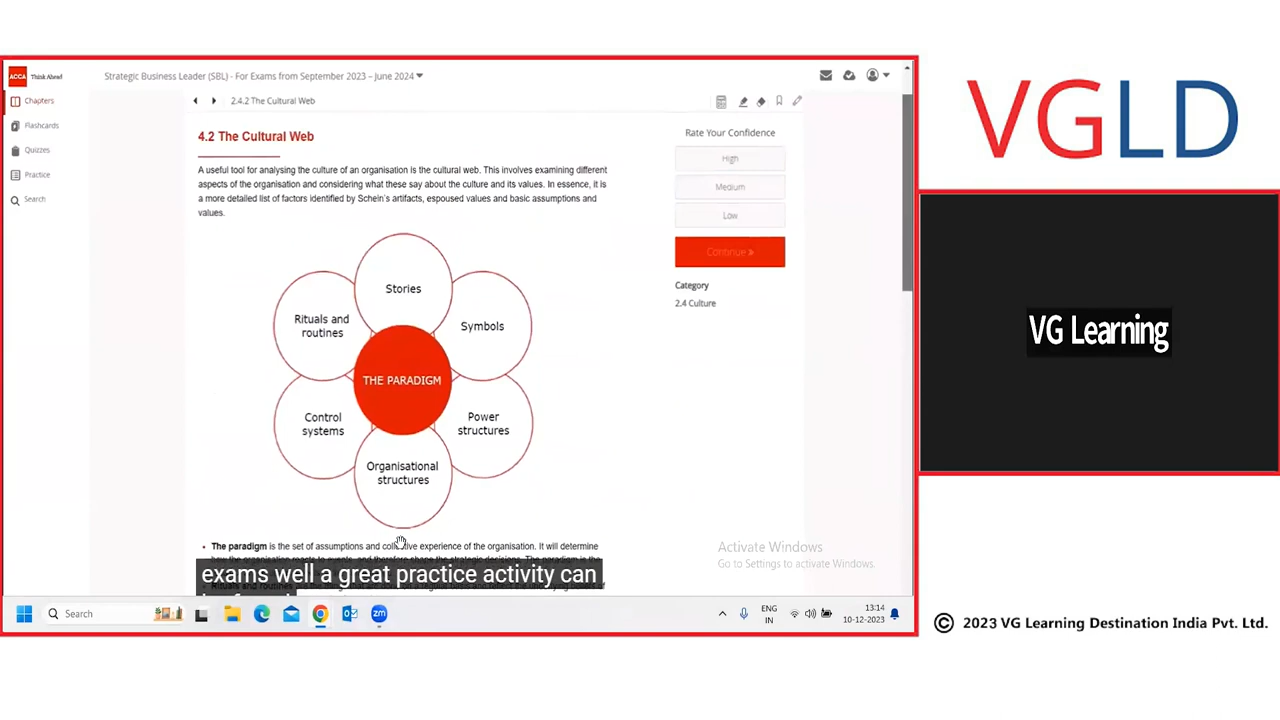 ACCA Think Ahead
Strategic Business Leader (SBL) - For Exams from September 2023 – June 2024
Chapters
Flashcards
Quizzes
Practice
Search
2.4.2 The Cultural Web
4.2 The Cultural Web
A useful tool for analysing the culture of an organisation is the cultural web. This involves examining different
aspects of the organisation and considering what these say about the culture and its values. In essence, it is
a more detailed list of factors identified by Schein's artifacts, espoused values and basic assumptions and
values.
Stories
Rituals and
routines
Symbols
THE PARADIGM
Control
systems
Power
structures
Organisational
structures
• The paradigm is the set of assumptions and collective experience of the organisation. It will determine
exams well a great practice activity can
Rate Your Confidence
High
Medium
Low
Continue »
Category
2.4 Culture
Activate Windows
Go to Settings to activate Windows.
Search
zm
ENG
IN
13:14
10-12-2023
VGLD
VG Learning
© 2023 VG Learning Destination India Pvt. Ltd.